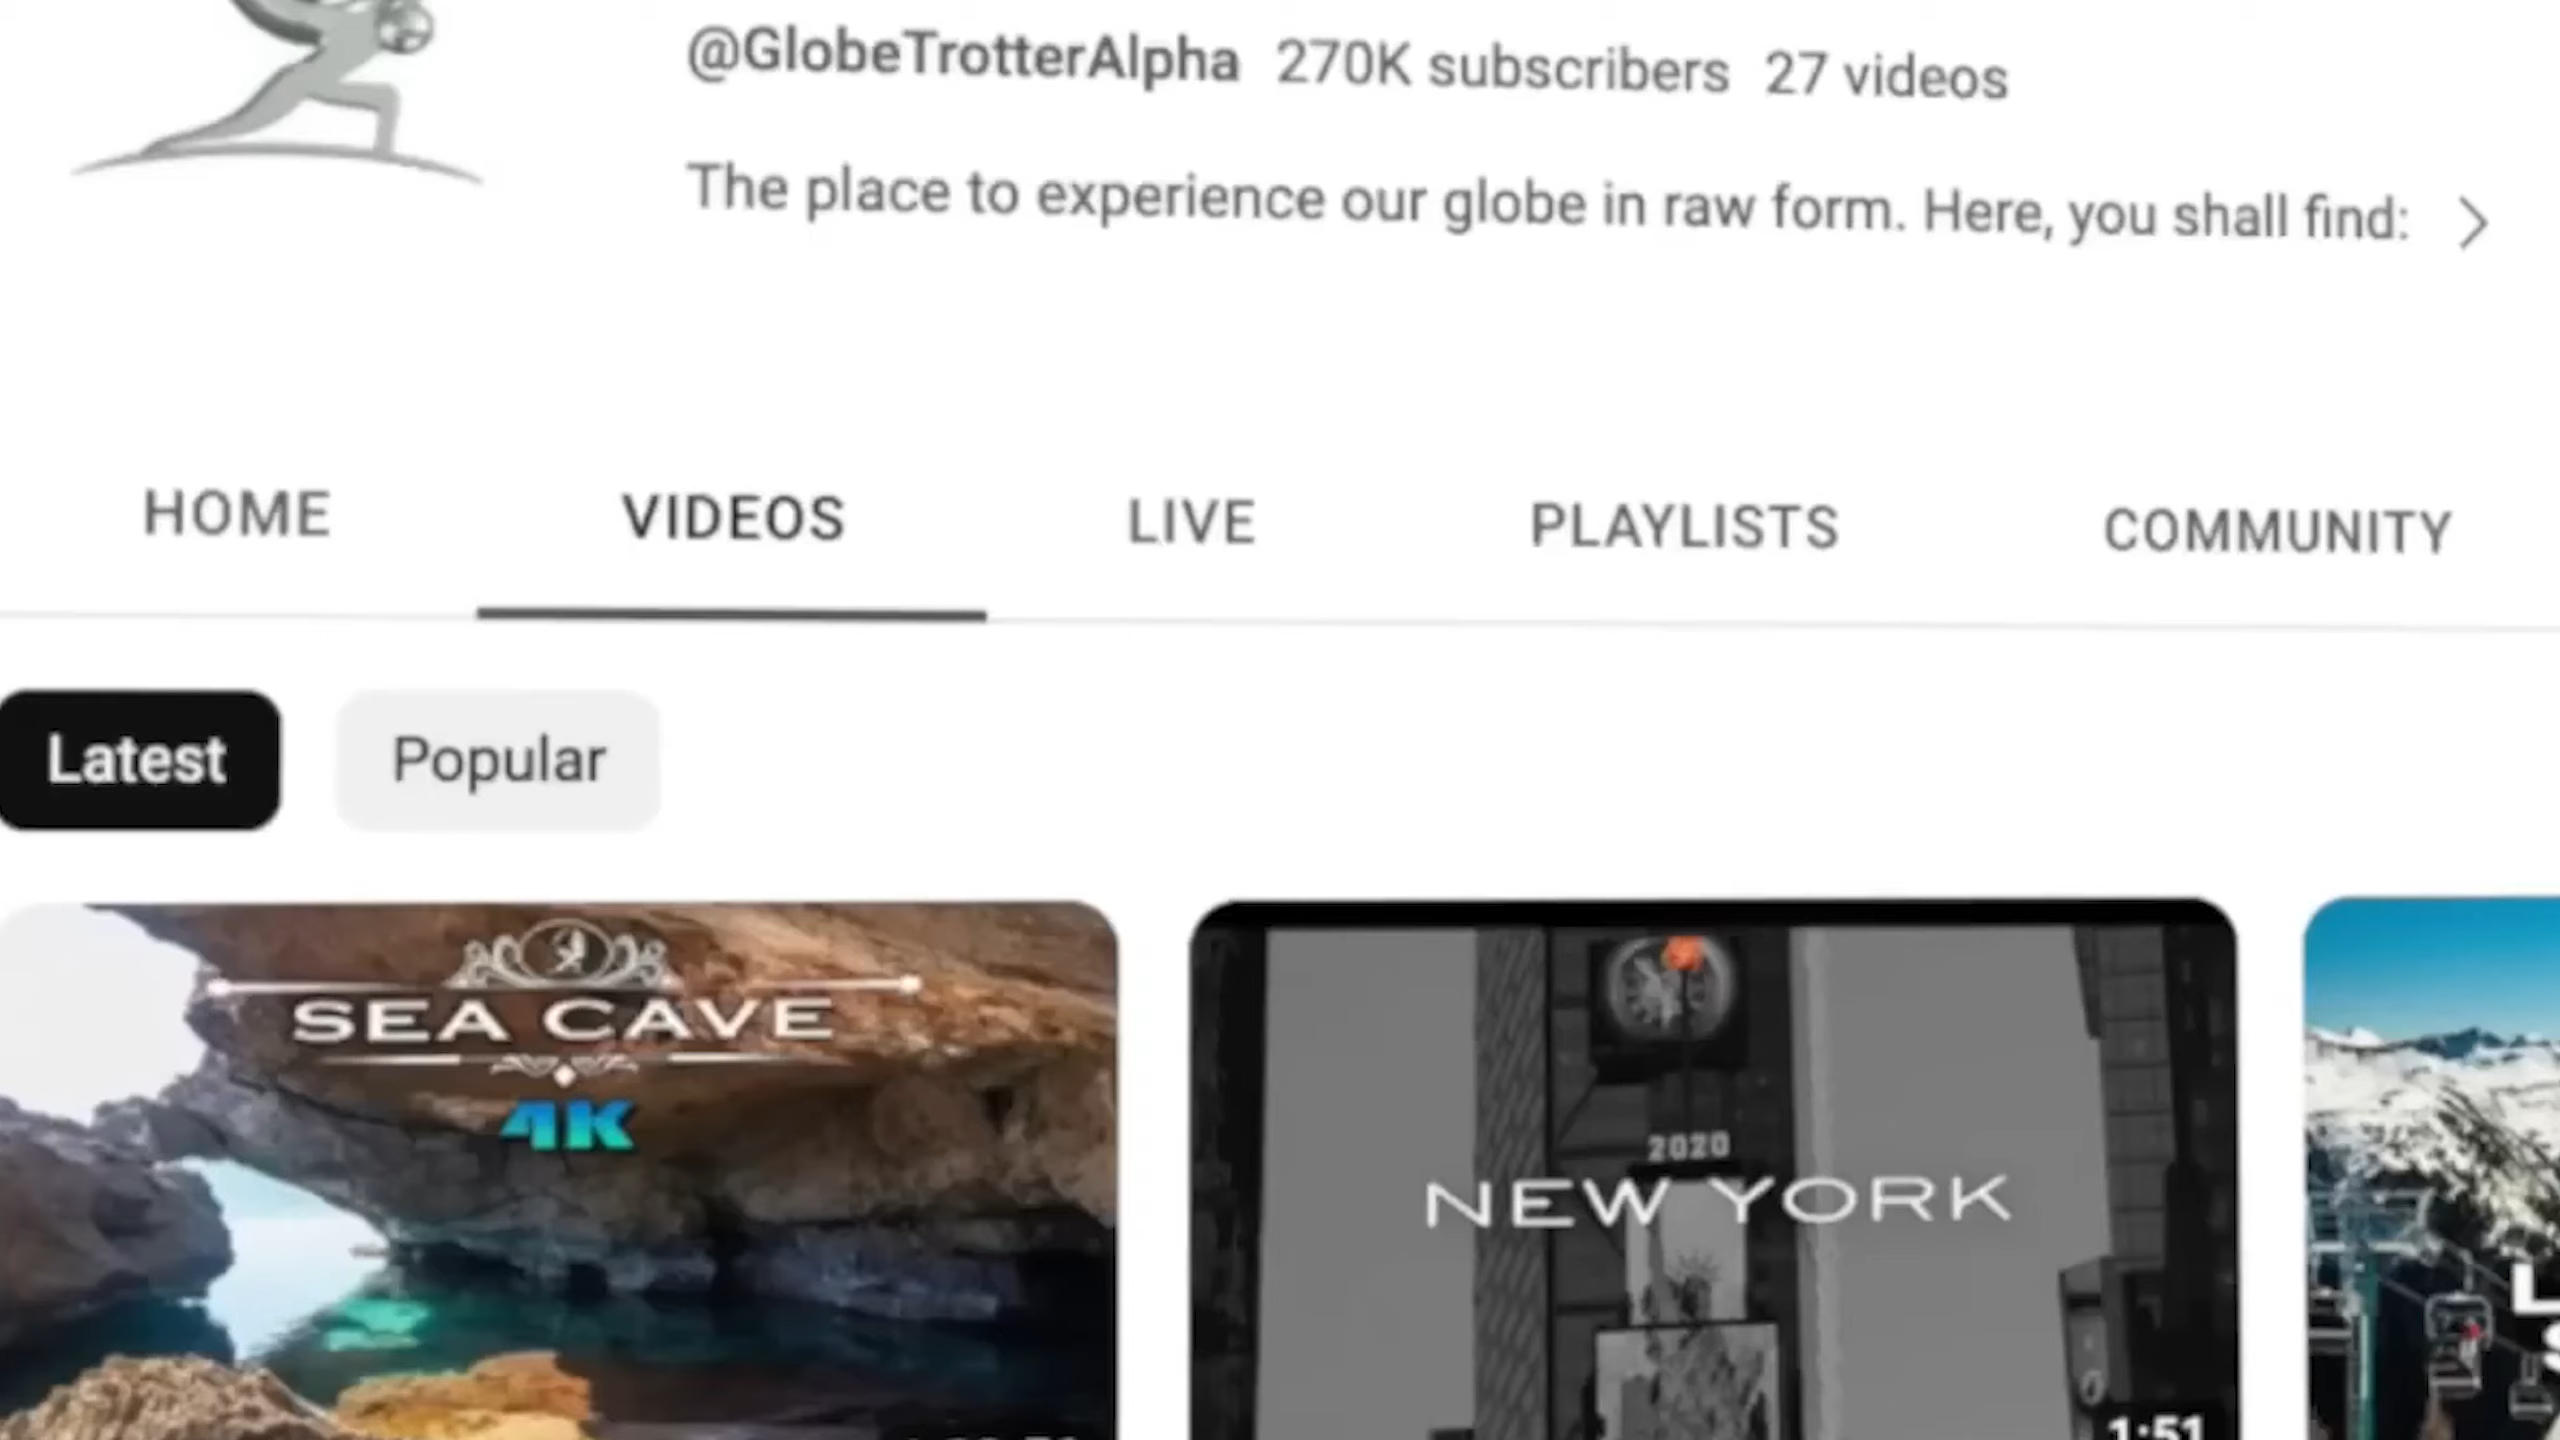 @GlobeTrotterAlpha 270K subscribers 27 videos
The place to experience our globe in raw form. Here, you shall find:
HOME VIDEOS LIVE PLAYLISTS COMMUNITY
Latest Popular
SEA CAVE
4K
2020
NEW YORK
1:51